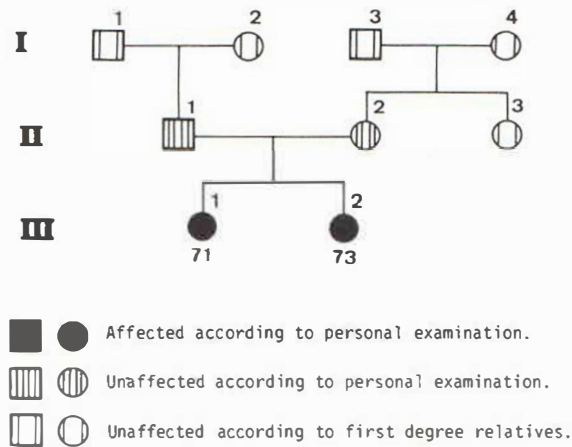 1 2 3 4
I
1 2 3
II
1 2
III
71 73
Affected according to personal examination.
Unaffected according to personal examination.
Unaffected according to first degree relatives.